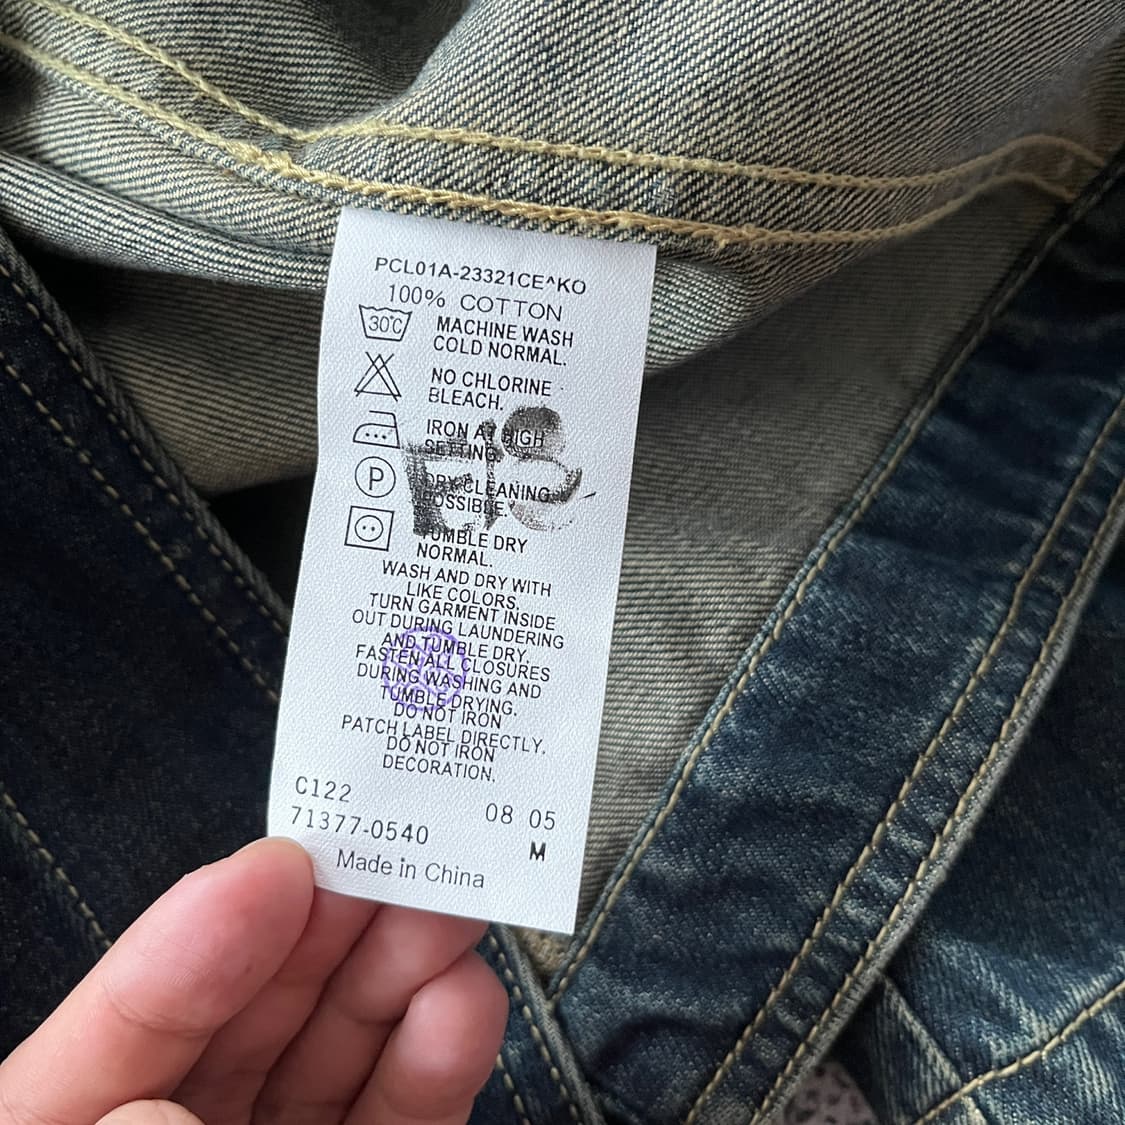 PCL01A-23321CE^KO
100% COTTON
30℃
MACHINE WASH
COLD NORMAL.
NO CHLORINE
BLEACH.
IRON AT HIGH
SETTING.
P
DRY CLEANING
POSSIBLE.
TUMBLE DRY
NORMAL.
WASH AND DRY WITH
LIKE COLORS.
TURN GARMENT INSIDE
OUT DURING LAUNDERING
AND TUMBLE DRY.
FASTEN ALL CLOSURES
DURING WASHING AND
TUMBLE DRYING.
DO NOT IRON
PATCH LABEL DIRECTLY.
DO NOT IRON
DECORATION.
C122
08 05
71377-0540
M
Made in China